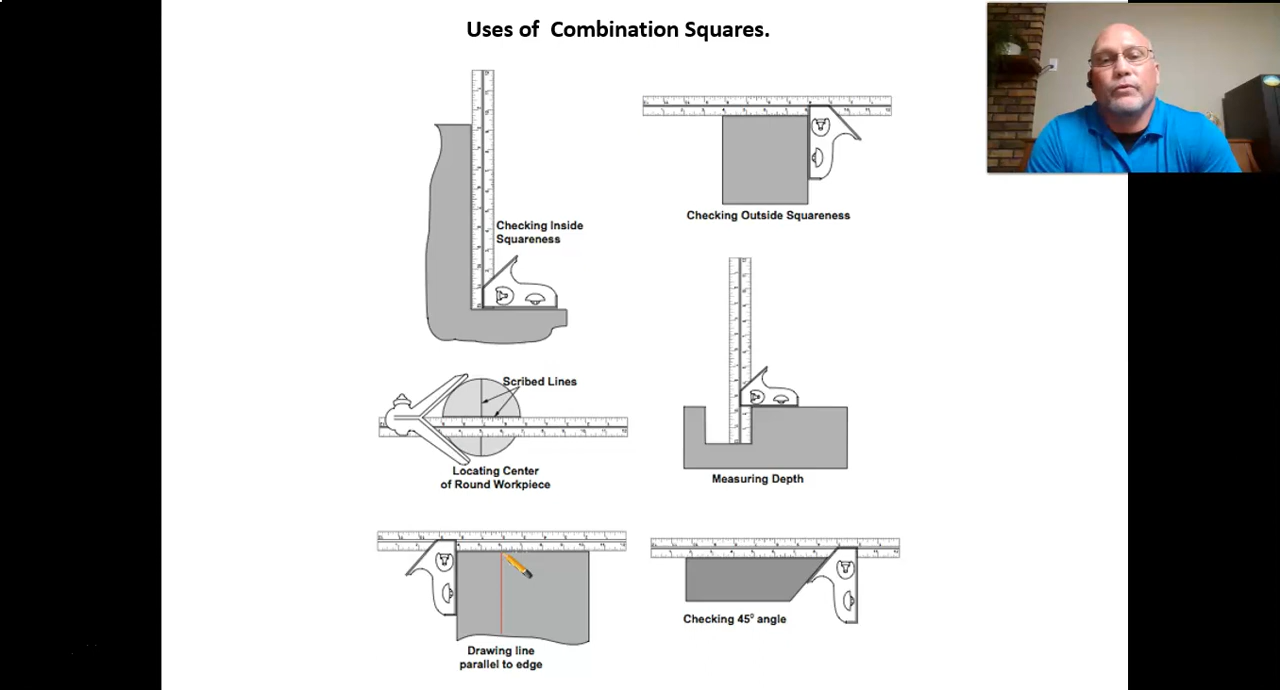 Uses of  Combination Squares.
Checking Inside
Squareness
Checking Outside Squareness
Scribed Lines
Locating Center
of Round Workpiece
Measuring Depth
Drawing line
parallel to edge
Checking 45° angle